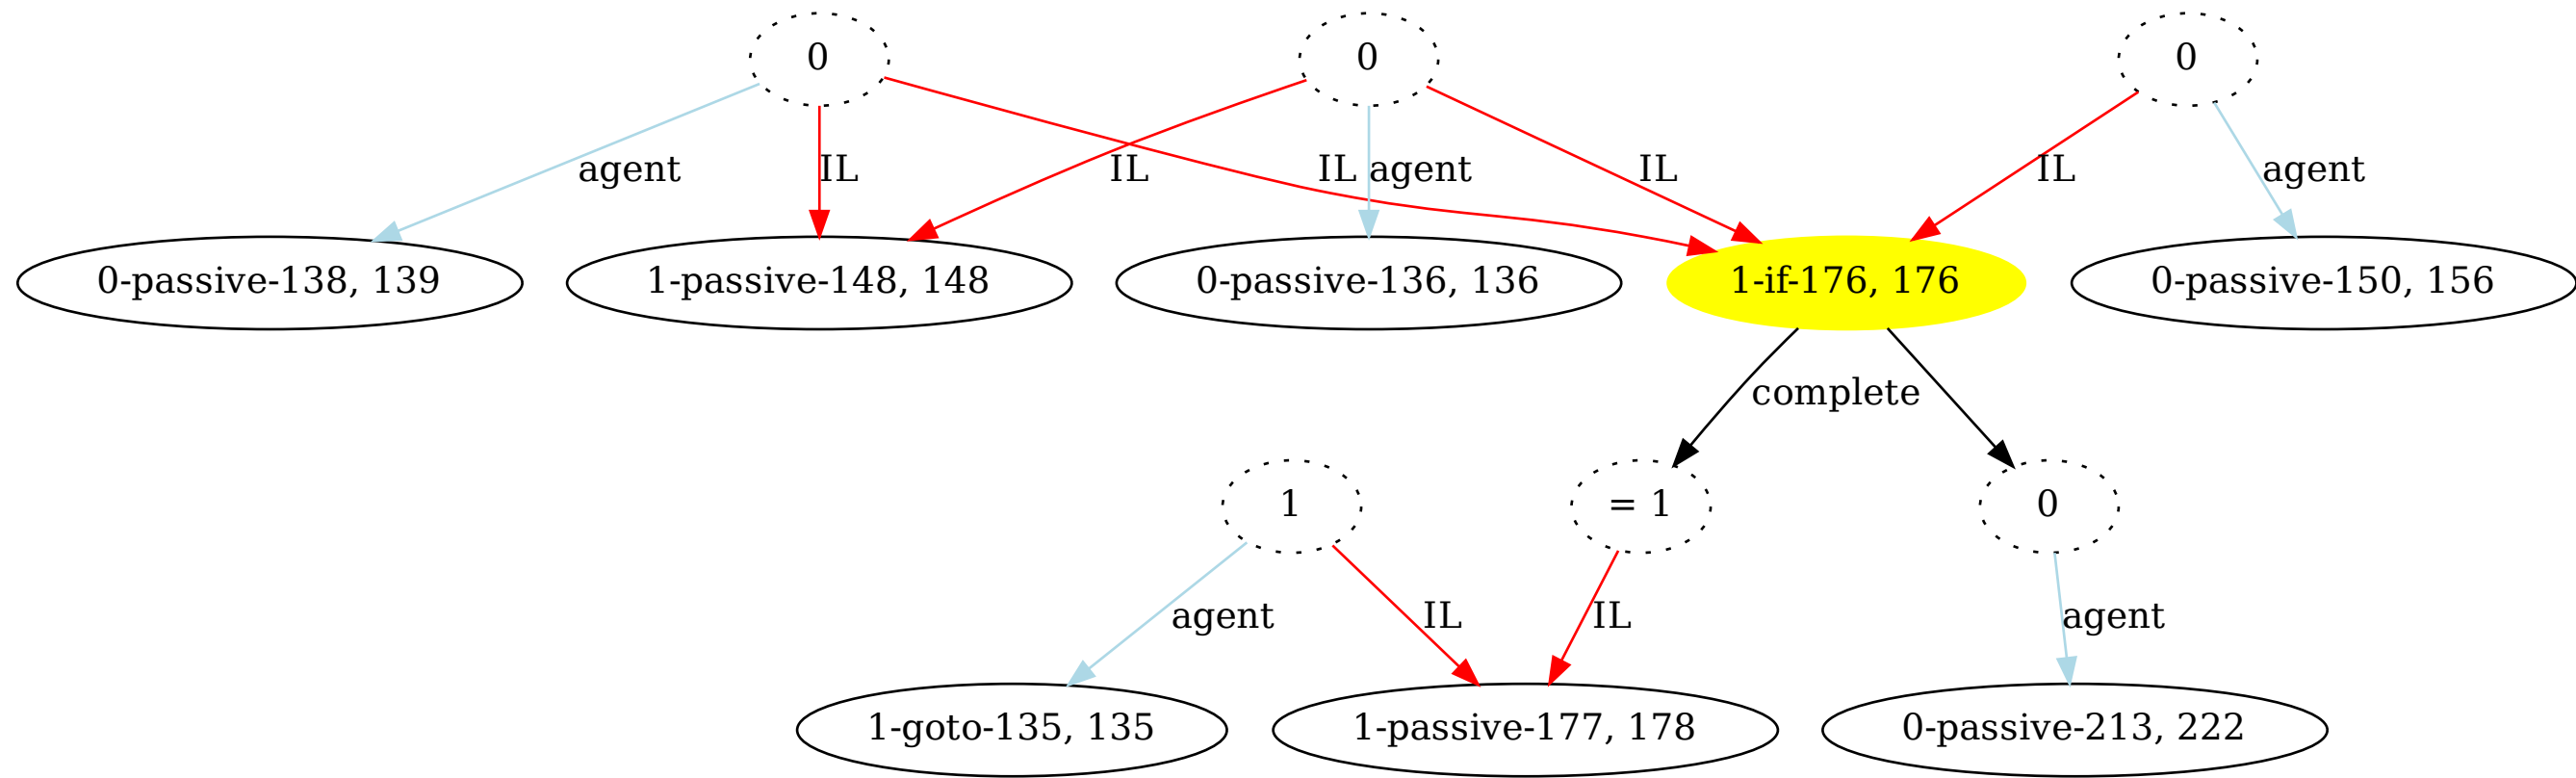 0
0
0
agent
IL
IL
IL
agent
IL
IL
agent
0-passive-138, 139
1-passive-148, 148
0-passive-136, 136
1-if-176, 176
0-passive-150, 156
complete
1
= 1
0
agent
IL
IL
agent
1-goto-135, 135
1-passive-177, 178
0-passive-213, 222